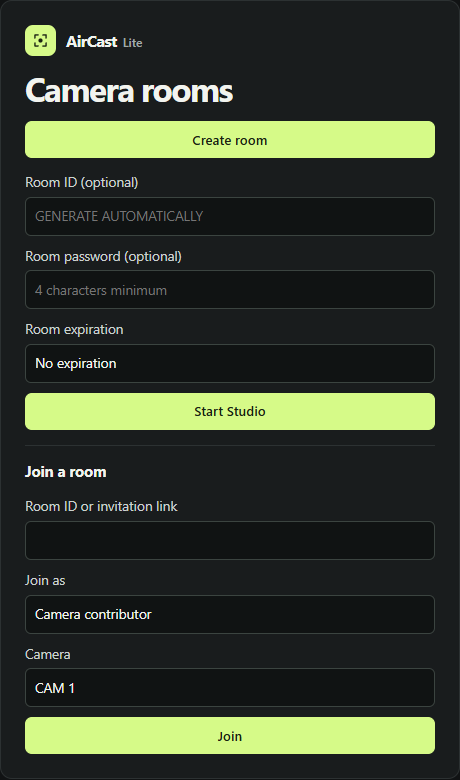 AirCast Lite
Camera rooms
Create room
Room ID (optional)
GENERATE AUTOMATICALLY
Room password (optional)
4 characters minimum
Room expiration
No expiration
Start Studio
Join a room
Room ID or invitation link
Join as
Camera contributor
Camera
CAM 1
Join